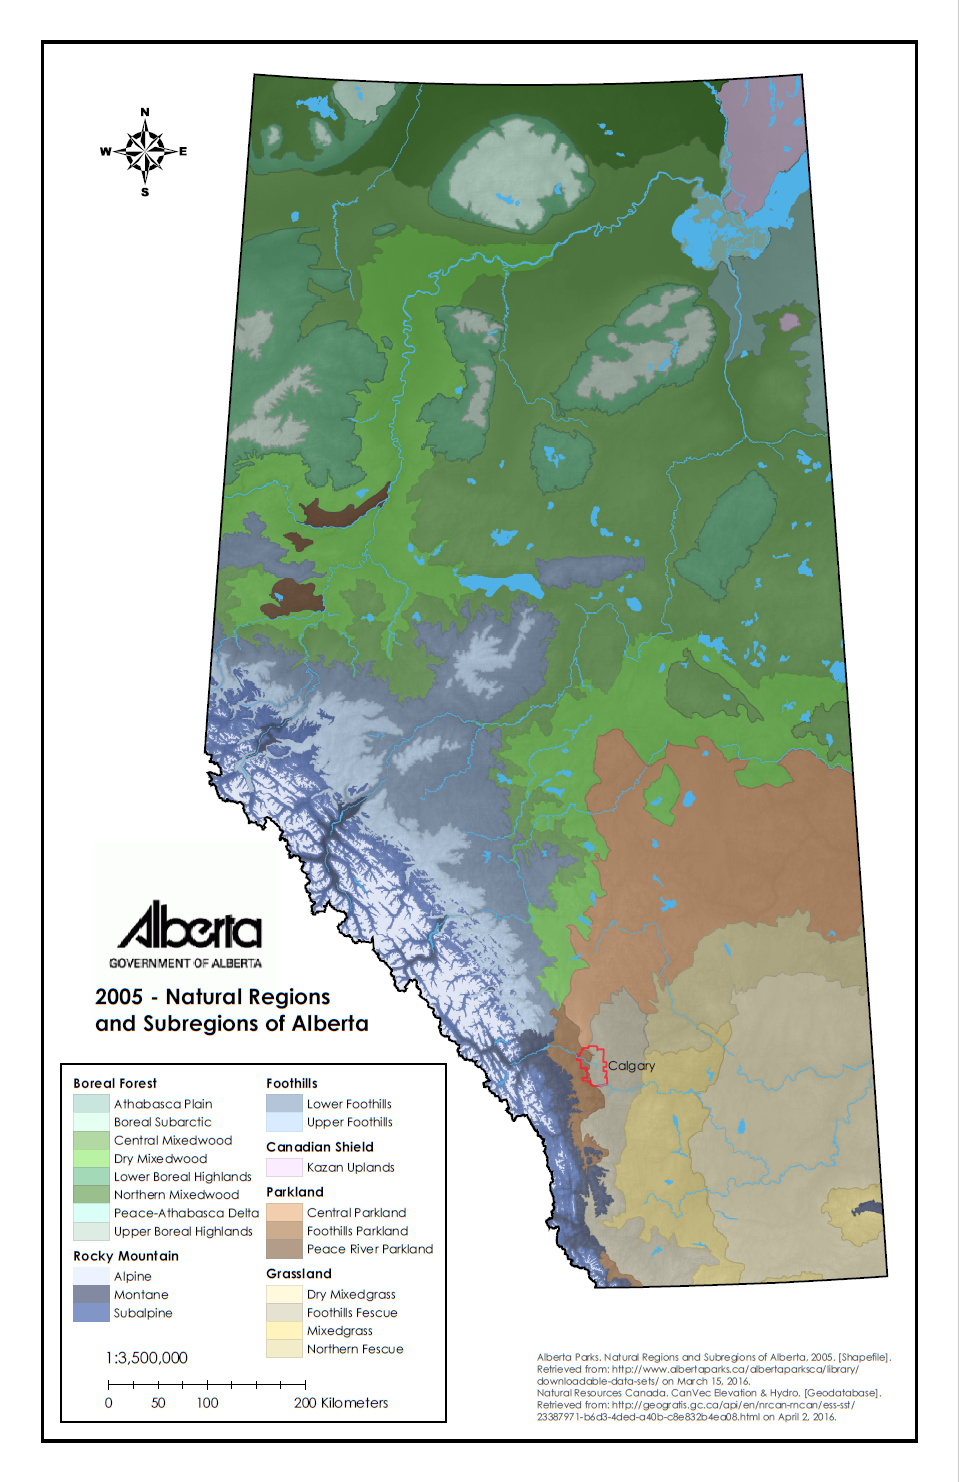 N
W E
S
Calgary
Alberta
GOVERNMENT OF ALBERTA
2005 - Natural Regions
and Subregions of Alberta
Boreal Forest
Athabasca Plain
Boreal Subarctic
Central Mixedwood
Dry Mixedwood
Lower Boreal Highlands
Northern Mixedwood
Peace-Athabasca Delta
Upper Boreal Highlands
Rocky Mountain
Alpine
Montane
Subalpine
Foothills
Lower Foothills
Upper Foothills
Canadian Shield
Kazan Uplands
Parkland
Central Parkland
Foothills Parkland
Peace River Parkland
Grassland
Dry Mixedgrass
Foothills Fescue
Mixedgrass
Northern Fescue
1:3,500,000
0 50 100 200 Kilometers
Alberta Parks. Natural Regions and Subregions of Alberta, 2005. [Shapefile].
Retrieved from: http://www.albertaparks.ca/albertaparksca/library/
downloadable-data-sets/ on March 15, 2016.
Natural Resources Canada. CanVec Elevation & Hydro. [Geodatabase].
Retrieved from: http://geogratis.gc.ca/api/en/nrcan-rncan/ess-sst/
23387971-b6d3-4ded-a40b-c8e832b4ea08.html on April 2, 2016.